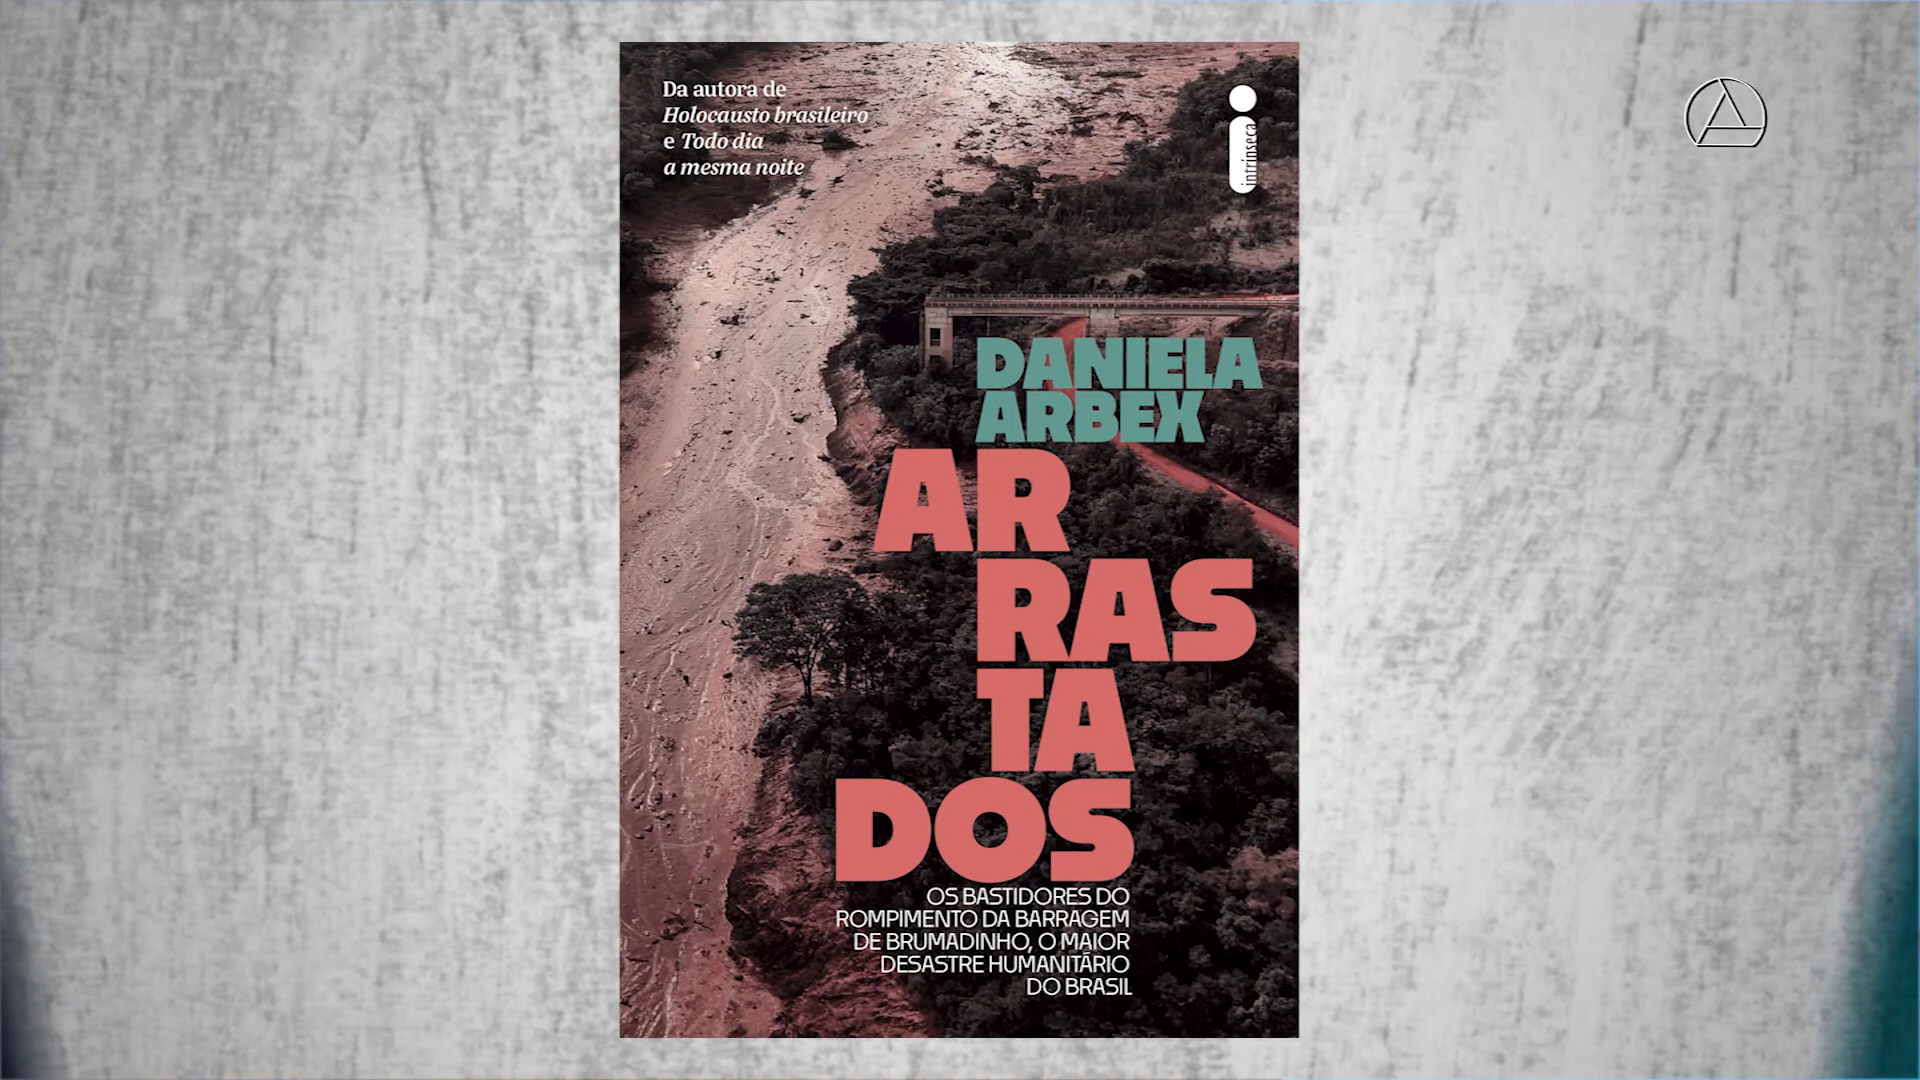 Da autora de
Holocausto brasileiro
e Todo dia
a mesma noite
intrínseca
DANIELA
ARBEX
AR
RAS
TA
DOS
OS BASTIDORES DO
ROMPIMENTO DA BARRAGEM
DE BRUMADINHO, O MAIOR
DESASTRE HUMANITÁRIO
DO BRASIL